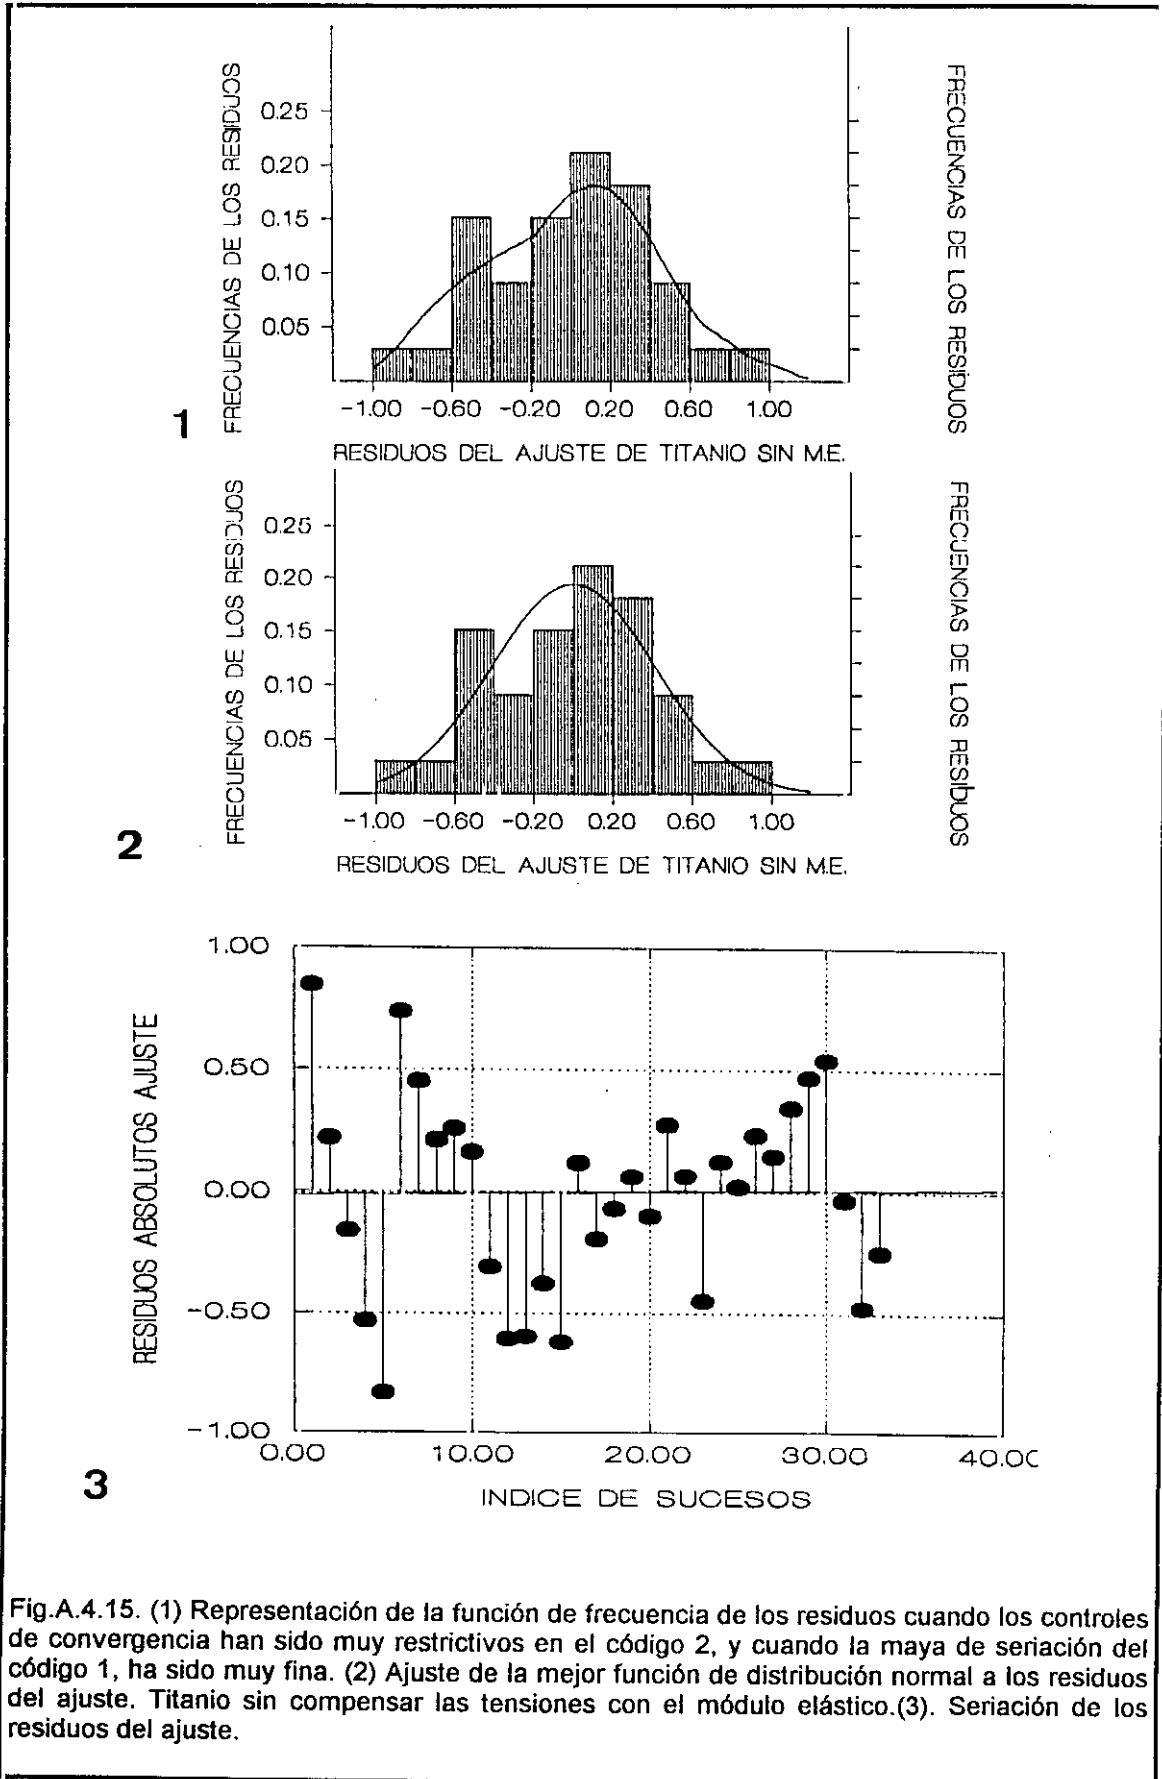 FRECUENCIAS DE LOS RESIDUOS
0.25
0.20
0.15
0.10
0.05
FRECUENCIAS DE LOS RESIDUOS
-1.00 -0.60 -0.20 0.20 0.60 1.00
1
RESIDUOS DEL AJUSTE DE TITANIO SIN M.E.
FRECUENCIAS DE LOS RESIDUOS
0.25
0.20
0.15
0.10
0.05
FRECUENCIAS DE LOS RESIDUOS
-1.00 -0.60 -0.20 0.20 0.60 1.00
2
RESIDUOS DEL AJUSTE DE TITANIO SIN M.E.
RESIDUOS ABSOLUTOS AJUSTE
1.00
0.50
0.00
-0.50
-1.00
0.00 10.00 20.00 30.00 40.00
3
INDICE DE SUCESOS
Fig.A.4.15. (1) Representación de la función de frecuencia de los residuos cuando los controles
de convergencia han sido muy restrictivos en el código 2, y cuando la maya de seriación del
código 1, ha sido muy fina. (2) Ajuste de la mejor función de distribución normal a los residuos
del ajuste. Titanio sin compensar las tensiones con el módulo elástico.(3). Seriación de los
residuos del ajuste.